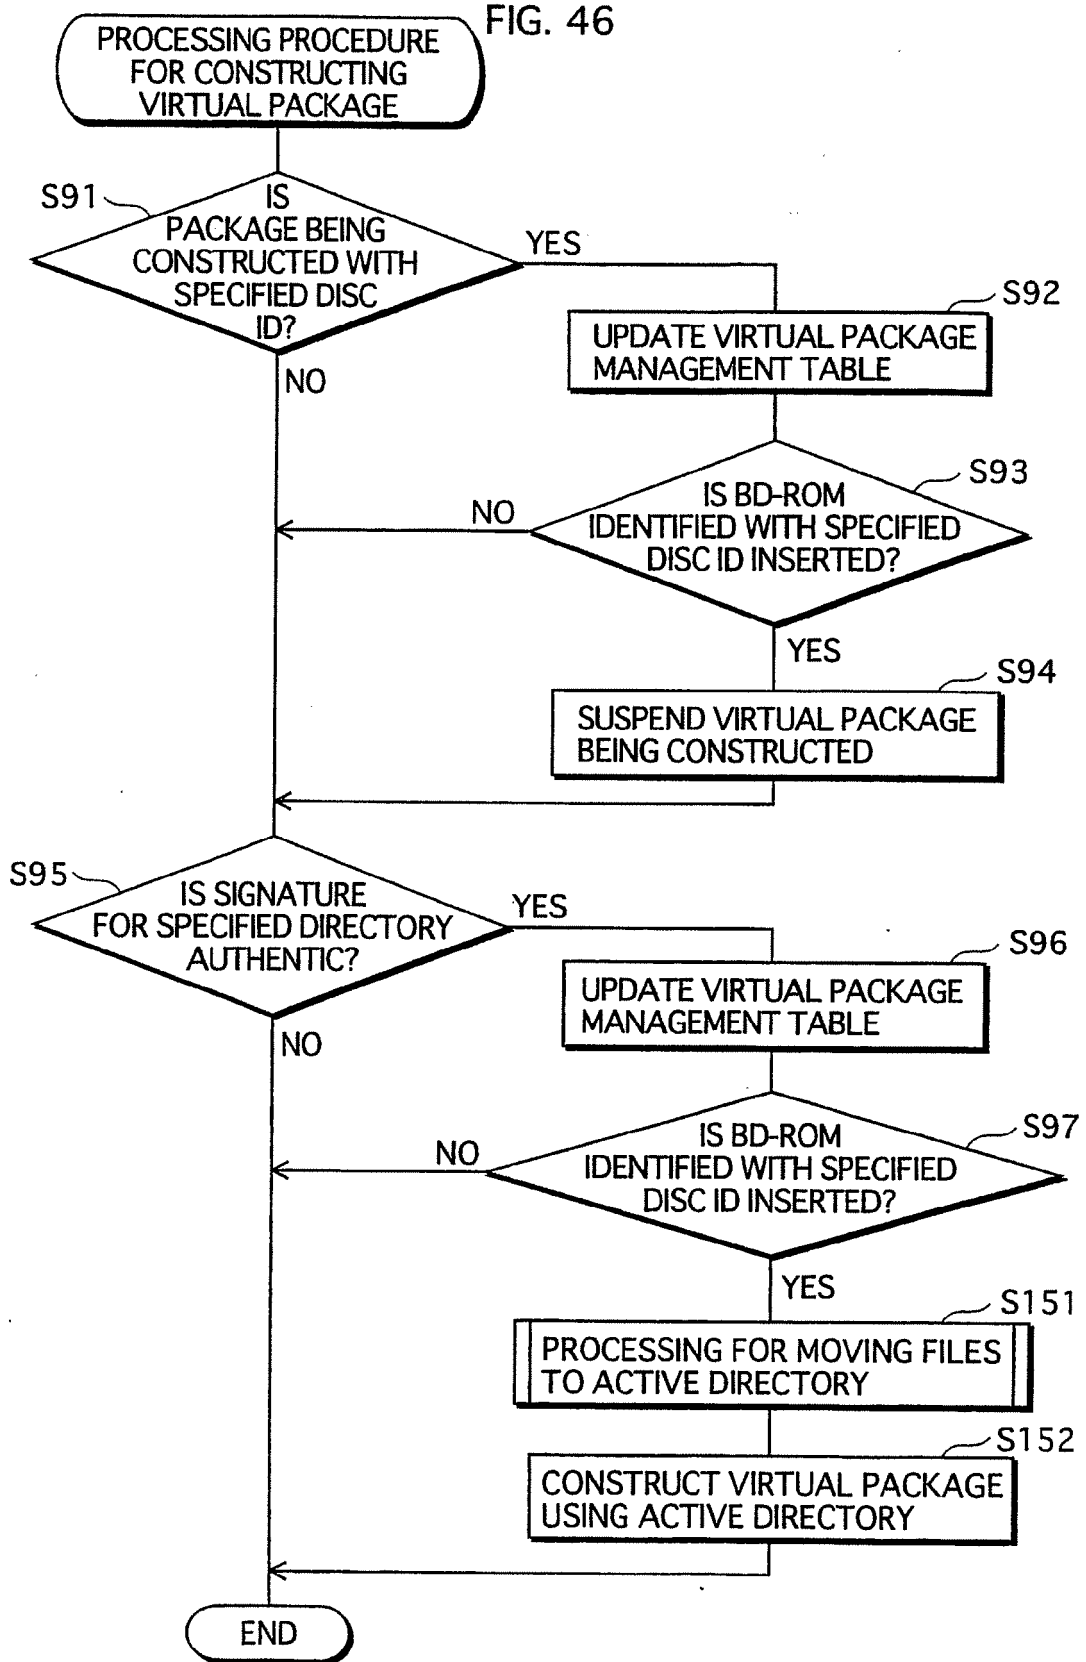 FIG. 46
PROCESSING PROCEDURE
FOR CONSTRUCTING
VIRTUAL PACKAGE
S91
IS
PACKAGE BEING
CONSTRUCTED WITH
SPECIFIED DISC
ID?
YES
NO
S92
UPDATE VIRTUAL PACKAGE
MANAGEMENT TABLE
S93
IS BD-ROM
IDENTIFIED WITH SPECIFIED
DISC ID INSERTED?
NO
YES
S94
SUSPEND VIRTUAL PACKAGE
BEING CONSTRUCTED
S95
IS SIGNATURE
FOR SPECIFIED DIRECTORY
AUTHENTIC?
YES
NO
S96
UPDATE VIRTUAL PACKAGE
MANAGEMENT TABLE
S97
IS BD-ROM
IDENTIFIED WITH SPECIFIED
DISC ID INSERTED?
NO
YES
S151
PROCESSING FOR MOVING FILES
TO ACTIVE DIRECTORY
S152
CONSTRUCT VIRTUAL PACKAGE
USING ACTIVE DIRECTORY
END